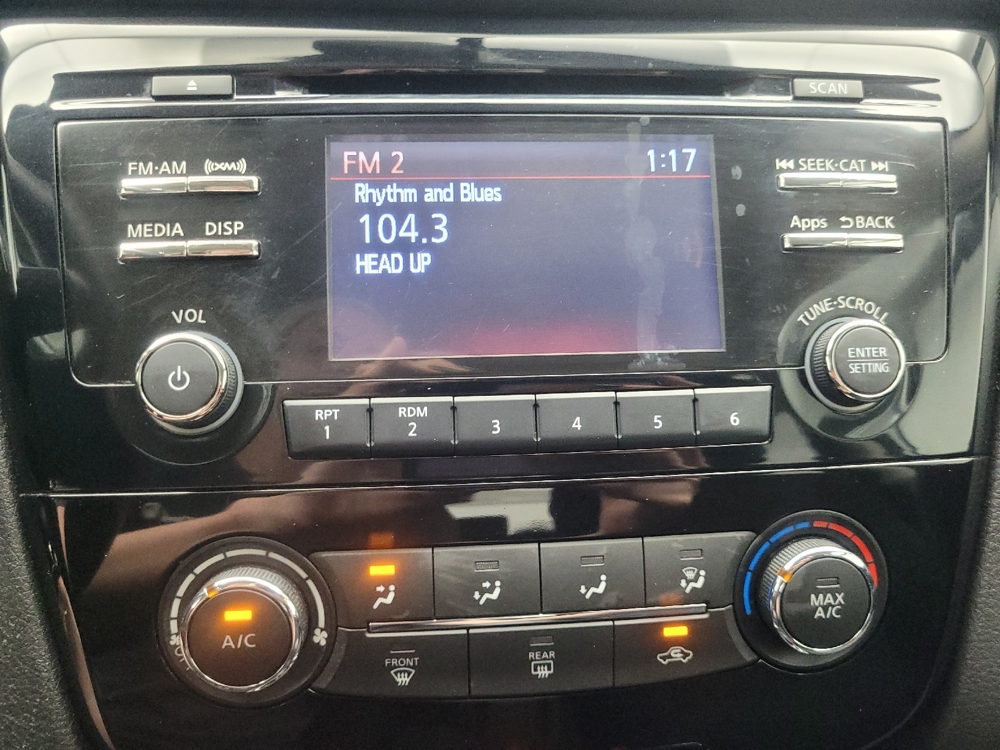 SCAN
FM·AM
XM
SEEK·CAT
MEDIA
DISP
Apps
BACK
FM 2
1:17
Rhythm and Blues
104.3
HEAD UP
VOL
TUNE·SCROLL
ENTER
SETTING
RPT
1
RDM
2
3
4
5
6
A/C
MAX
A/C
FRONT
REAR